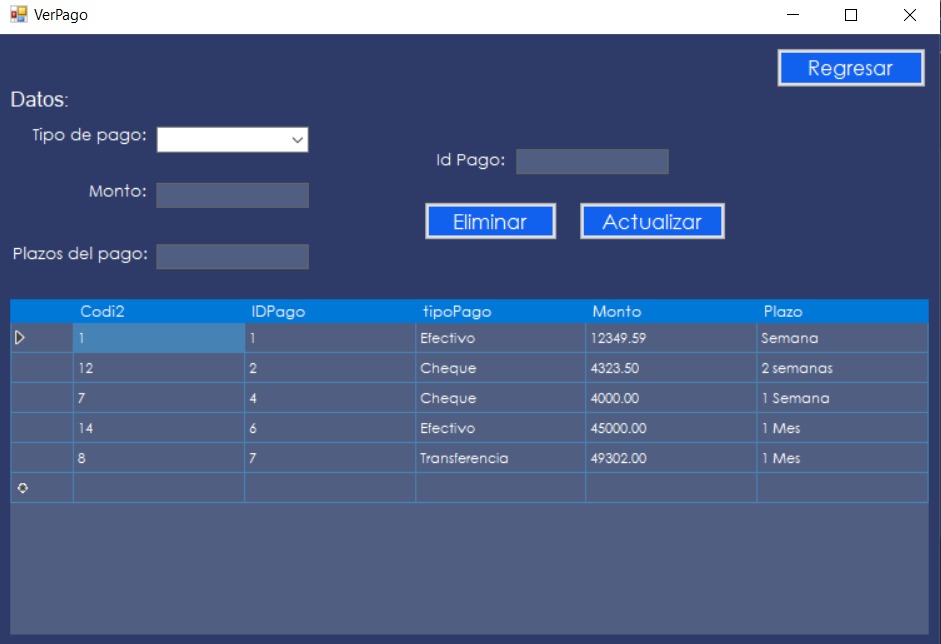 VerPago
Regresar
Datos:
Tipo de pago:
Id Pago:
Monto:
Eliminar Actualizar
Plazos del pago:
Codi2 IDPago tipoPago Monto Plazo
1 1 Efectivo 12349.59 Semana
12 2 Cheque 4323.50 2 semanas
7 4 Cheque 4000.00 1 Semana
14 6 Efectivo 45000.00 1 Mes
8 7 Transferencia 49302.00 1 Mes